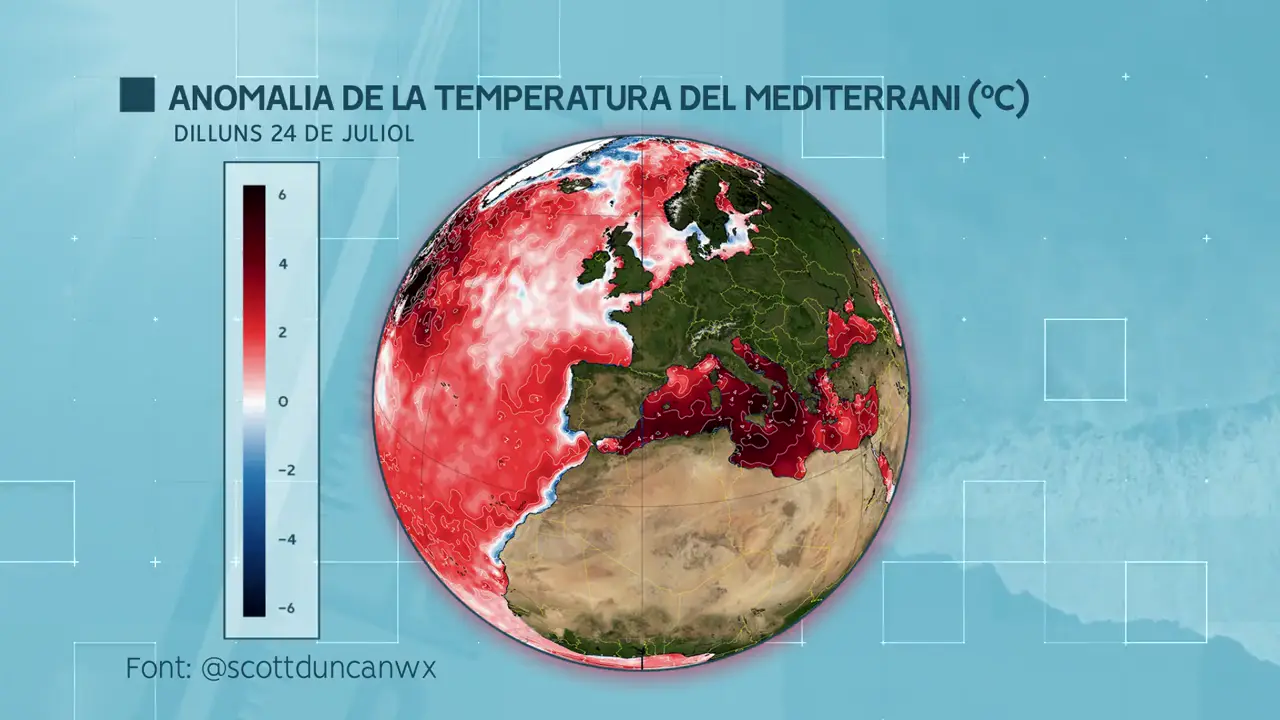 ANOMALIA DE LA TEMPERATURA DEL MEDITERRANI (ºC)
DILLUNS 24 DE JULIOL
6
4
2
0
-2
-4
-6
Font: @scottduncanwx